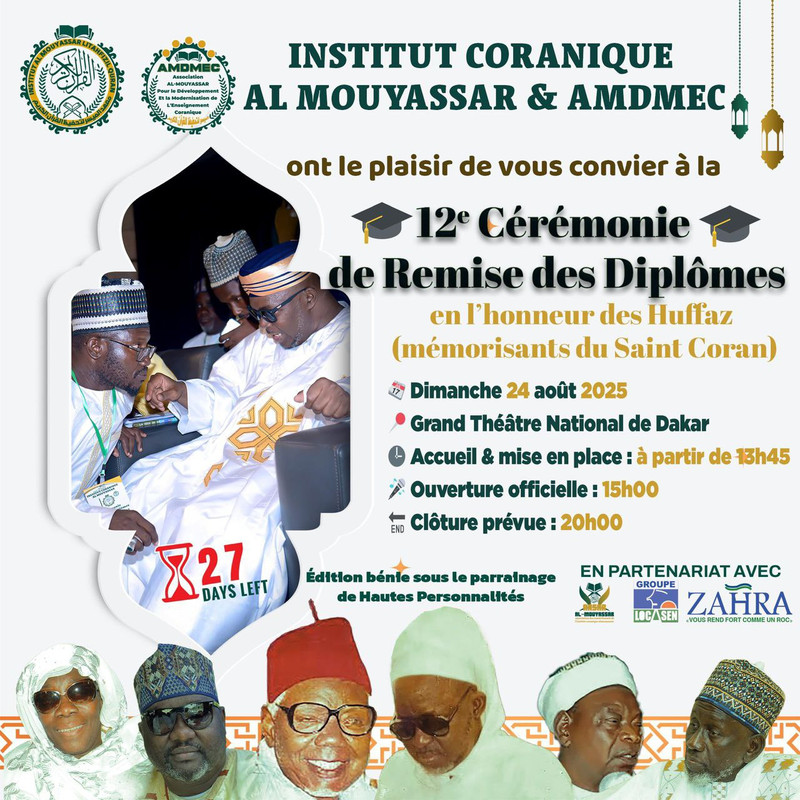 INSTITUT CORANIQUE
AL MOUYASSAR & AMDMEC
AMDMEC
Association
AL-MOUYASSAR
Pour le Développement
Et la Modernisation de
L'Enseignement
Coranique
ont le plaisir de vous convier à la
12e Cérémonie
de Remise des Diplômes
en l'honneur des Huffaz
(mémorisants du Saint Coran)
17
Dimanche 24 août 2025
Grand Théâtre National de Dakar
Accueil & mise en place : à partir de 13h45
Ouverture officielle : 15h00
END
Clôture prévue : 20h00
27
DAYS LEFT
Édition bénie sous le parrainage
de Hautes Personnalités
EN PARTENARIAT AVEC
AL-MOUYASSAR
GROUPE
LOCASEN
ZAHRA
VOUS REND FORT COMME UN ROC